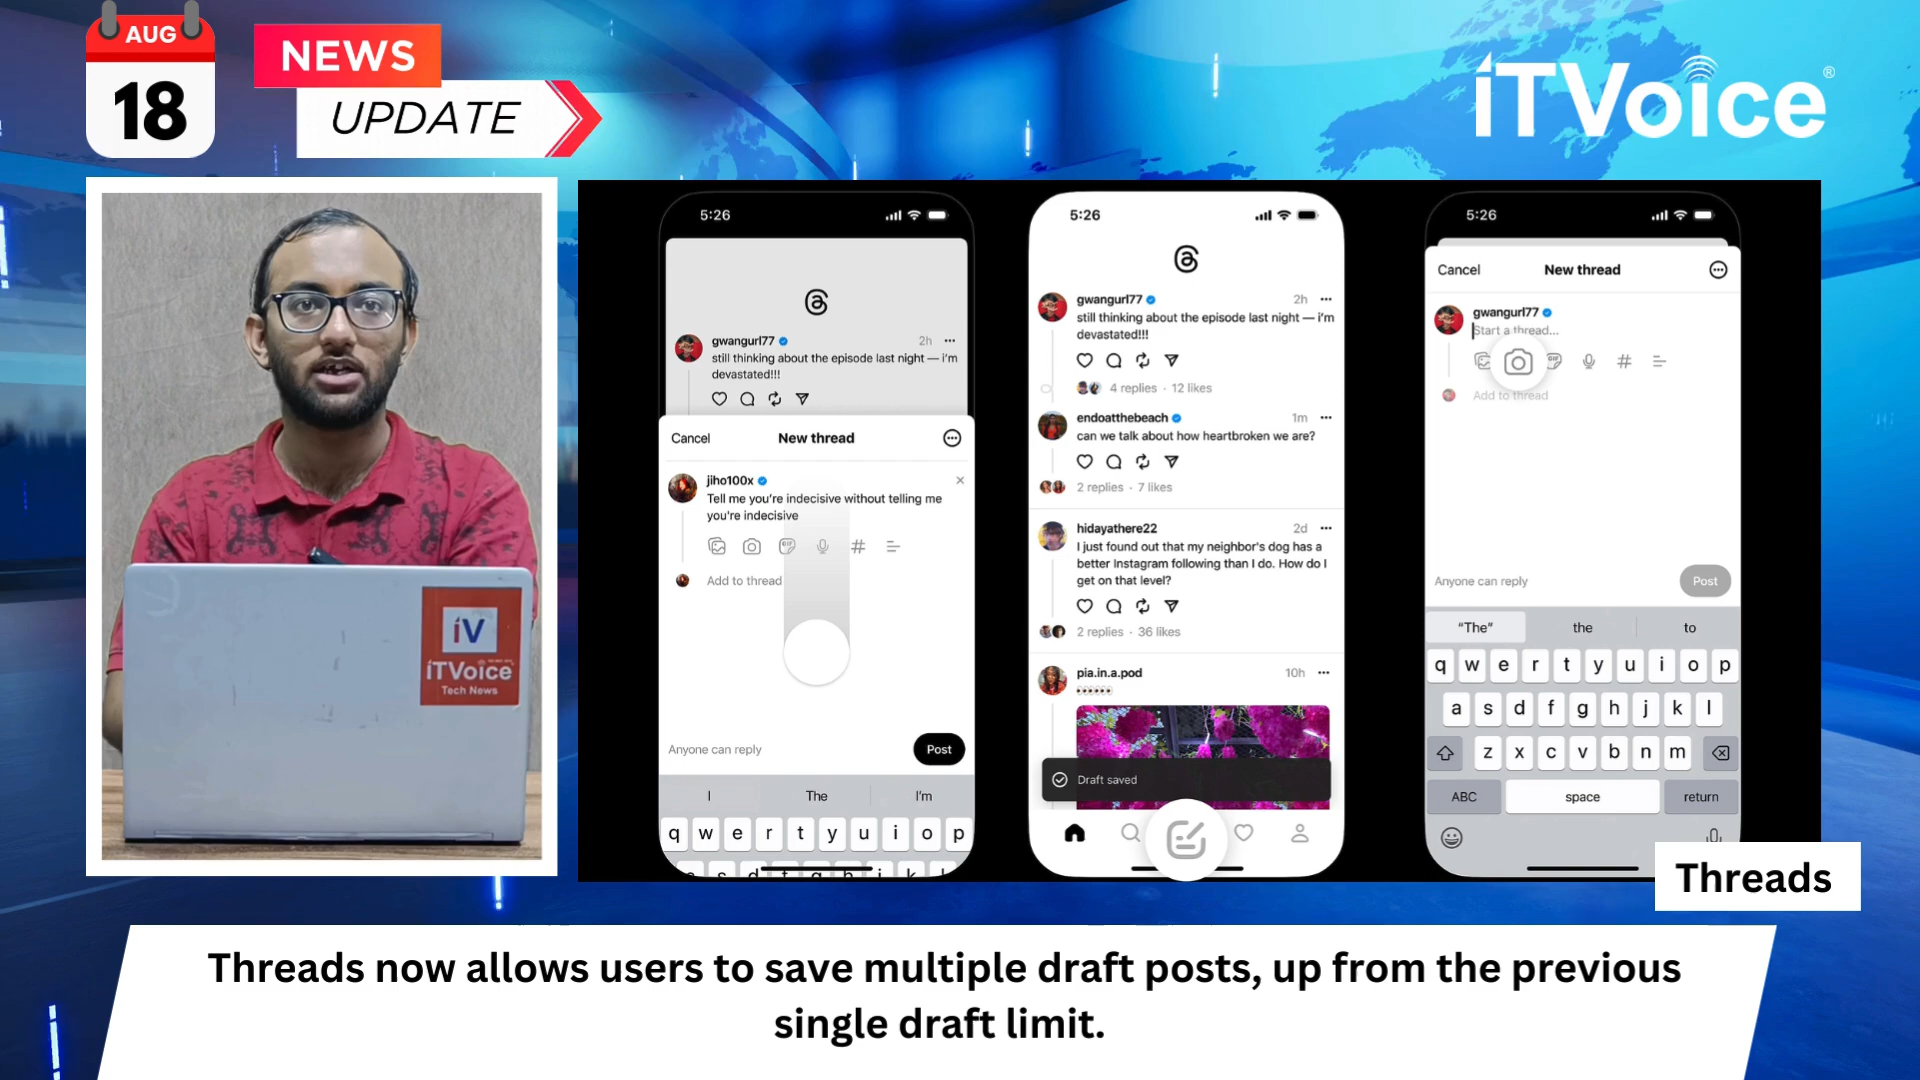 AUG
18
NEWS
UPDATE
iTVoice®
iV
iTVoice
Tech News
5:26
gwangurl77
2h
still thinking about the episode last night — i'm
devastated!!!
Cancel
New thread
jiho100x
Tell me you're indecisive without telling me
you're indecisive
GIF
#
Add to thread
Anyone can reply
Post
I
The
I'm
q w e r t y u i o p
5:26
gwangurl77
2h
still thinking about the episode last night — i'm
devastated!!!
4 replies · 12 likes
endoatthebeach
1m
can we talk about how heartbroken we are?
2 replies · 7 likes
hidayathere22
2d
I just found out that my neighbor's dog has a
better Instagram following than I do. How do I
get on that level?
2 replies · 36 likes
pia.in.a.pod
10h
Draft saved
5:26
Cancel
New thread
gwangurl77
Start a thread...
#
Add to thread
Anyone can reply
Post
“The”
the
to
q w e r t y u i o p
a s d f g h j k l
z x c v b n m
ABC
space
return
Threads
Threads now allows users to save multiple draft posts, up from the previous
single draft limit.